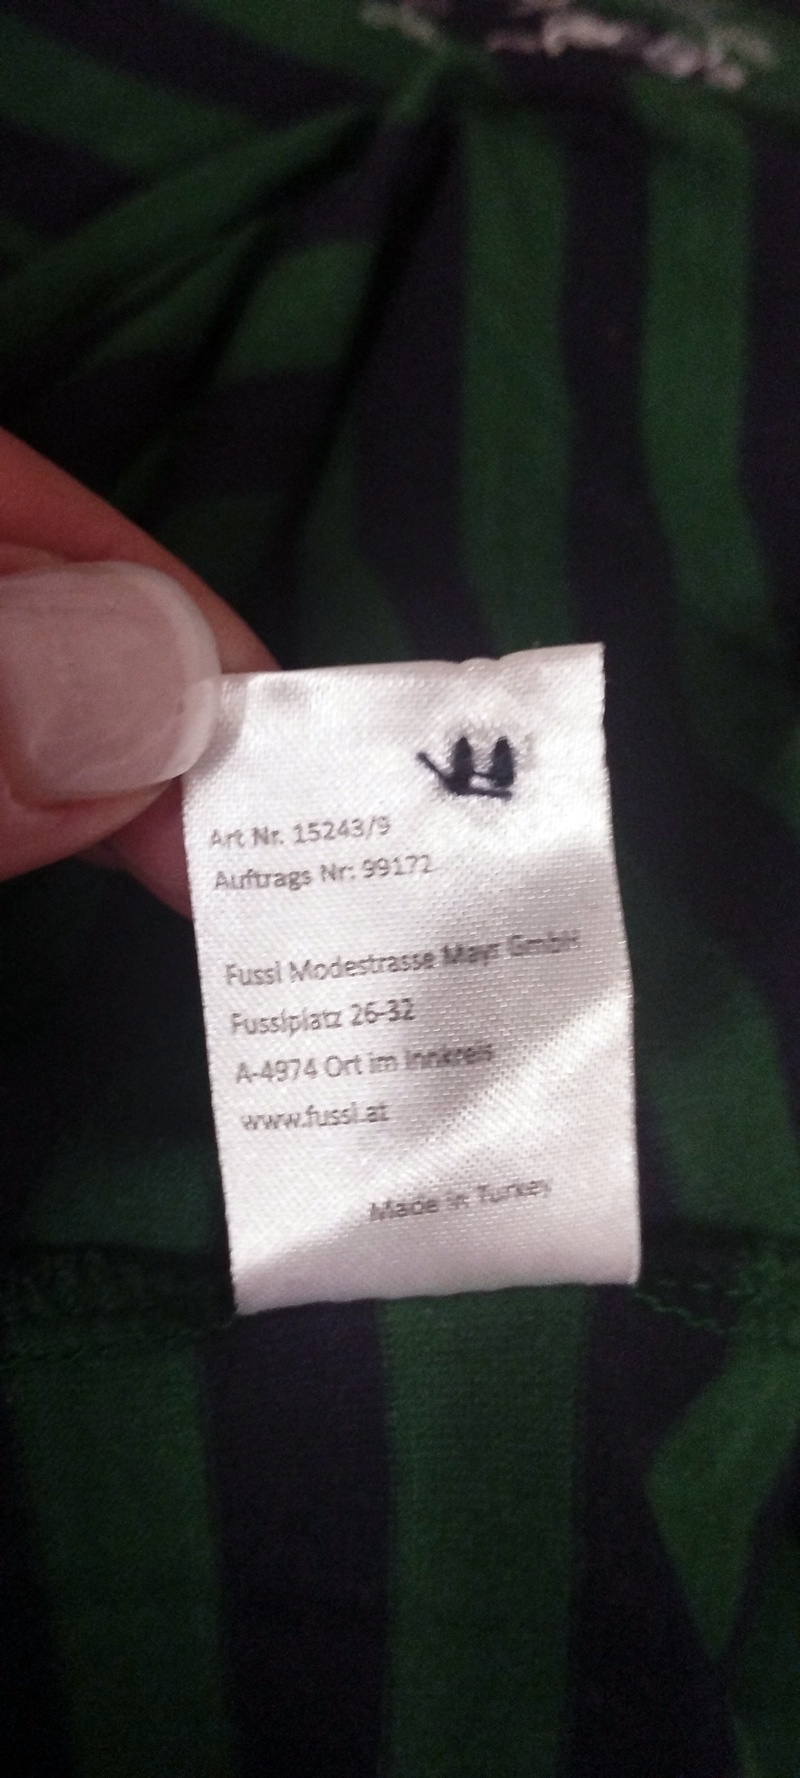 Art Nr. 15243/9
Auftrags Nr: 99172
Fussl Modestrasse Mayr GmbH
Fusslplatz 26-32
A-4974 Ort im Innkreis
www.fussl.at
Made in Turkey